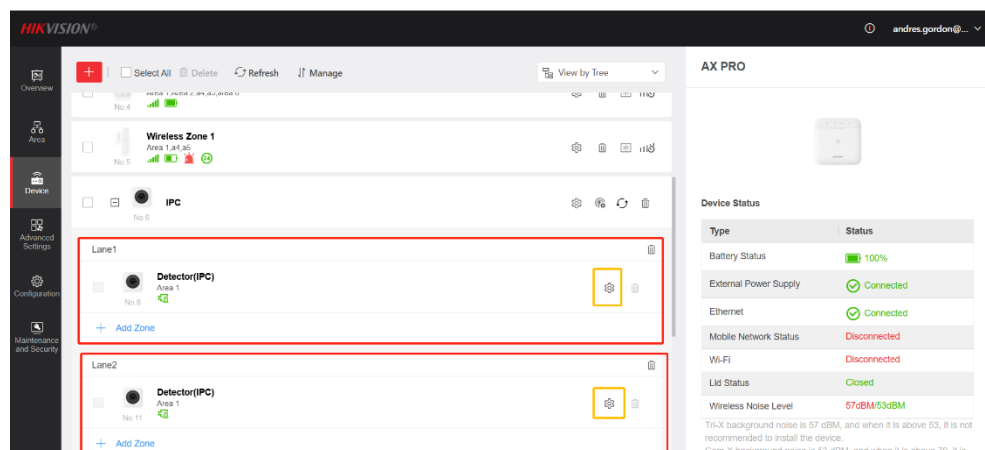 HIKVISION®
andres.gordon@...
Overview
Area
Device
Advanced
Settings
Configuration
Maintenance
and Security
Select All Delete Refresh Manage
View by Tree
No.4
Wireless Zone 1
Area 1,a4,a5
No.5
24
IPC
No.6
Lane1
Detector(IPC)
Area 1
No.8
+ Add Zone
Lane2
Detector(IPC)
Area 1
No.11
+ Add Zone
AX PRO
Device Status
Type Status
Battery Status 100%
External Power Supply Connected
Ethernet Connected
Mobile Network Status Disconnected
Wi-Fi Disconnected
Lid Status Closed
Wireless Noise Level 57dBM/53dBM
Tri-X background noise is 57 dBM, and when it is above 53, it is not
recommended to install the device.